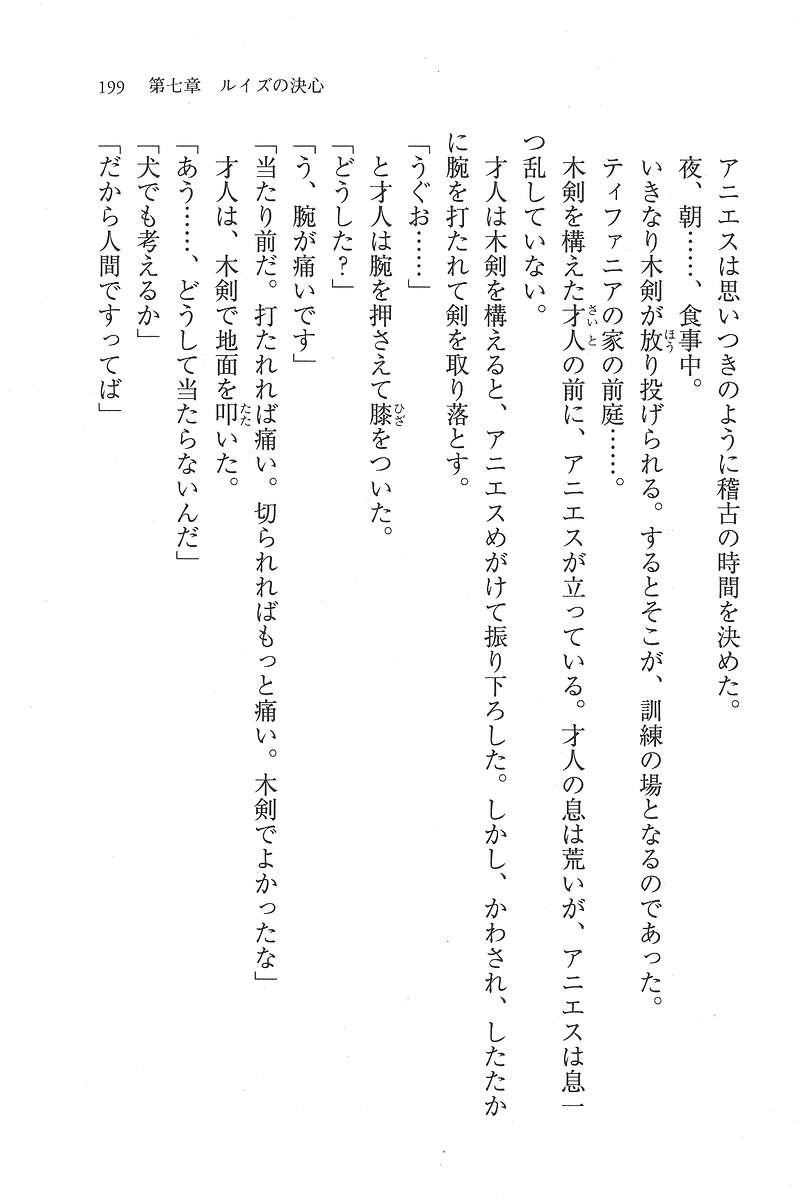 199　第七章　ルイズの決心
アニエスは思いつきのように稽古の時間を決めた。
夜、朝……、食事中。
いきなり木剣が放り投げられる。するとそこが、訓練の場となるのであった。
ティファニアの家の前庭……。
木剣を構えた才人の前に、アニエスが立っている。才人の息は荒いが、アニエスは息一
つ乱していない。
才人は木剣を構えると、アニエスめがけて振り下ろした。しかし、かわされ、したたか
に腕を打たれて剣を取り落とす。
「うぐお……」
と才人は腕を押さえて膝をついた。
「どうした？」
「う、腕が痛いです」
「当たり前だ。打たれれば痛い。切られればもっと痛い。木剣でよかったな」
才人は、木剣で地面を叩いた。
「あう……、どうして当たらないんだ」
「犬でも考えるか」
「だから人間ですってば」